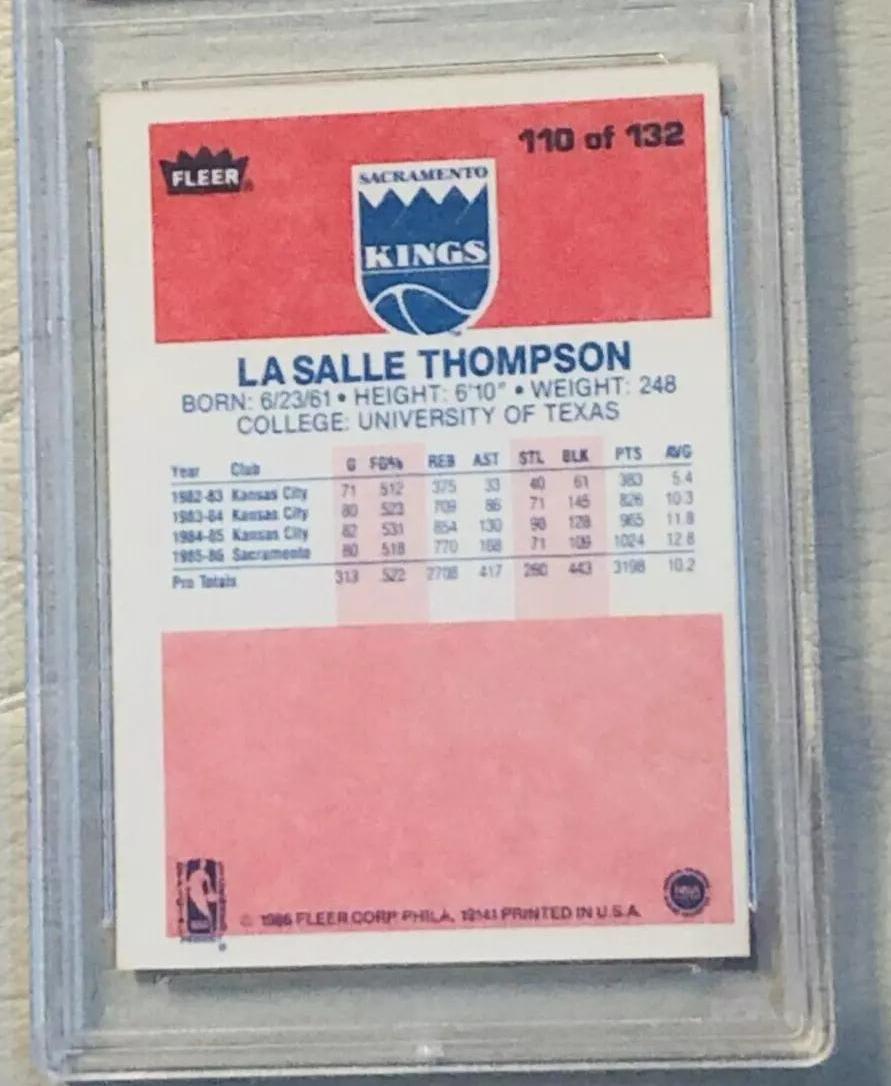 110 of 132
FLEER®
SACRAMENTO
KINGS
LA SALLE THOMPSON
BORN: 6/23/61 • HEIGHT: 6'10" • WEIGHT: 248
COLLEGE: UNIVERSITY OF TEXAS
Year Club G FG% REB AST STL BLK PTS AVG
1982-83 Kansas City 71 .512 375 33 40 61 383 5.4
1983-84 Kansas City 80 .523 709 86 71 145 826 10.3
1984-85 Kansas City 82 .531 854 130 98 128 965 11.8
1985-86 Sacramento 80 .518 770 168 71 109 1024 12.8
Pro Totals 313 .522 2708 417 280 443 3198 10.2
© 1986 FLEER CORP. PHILA., 19141 PRINTED IN U.S.A.